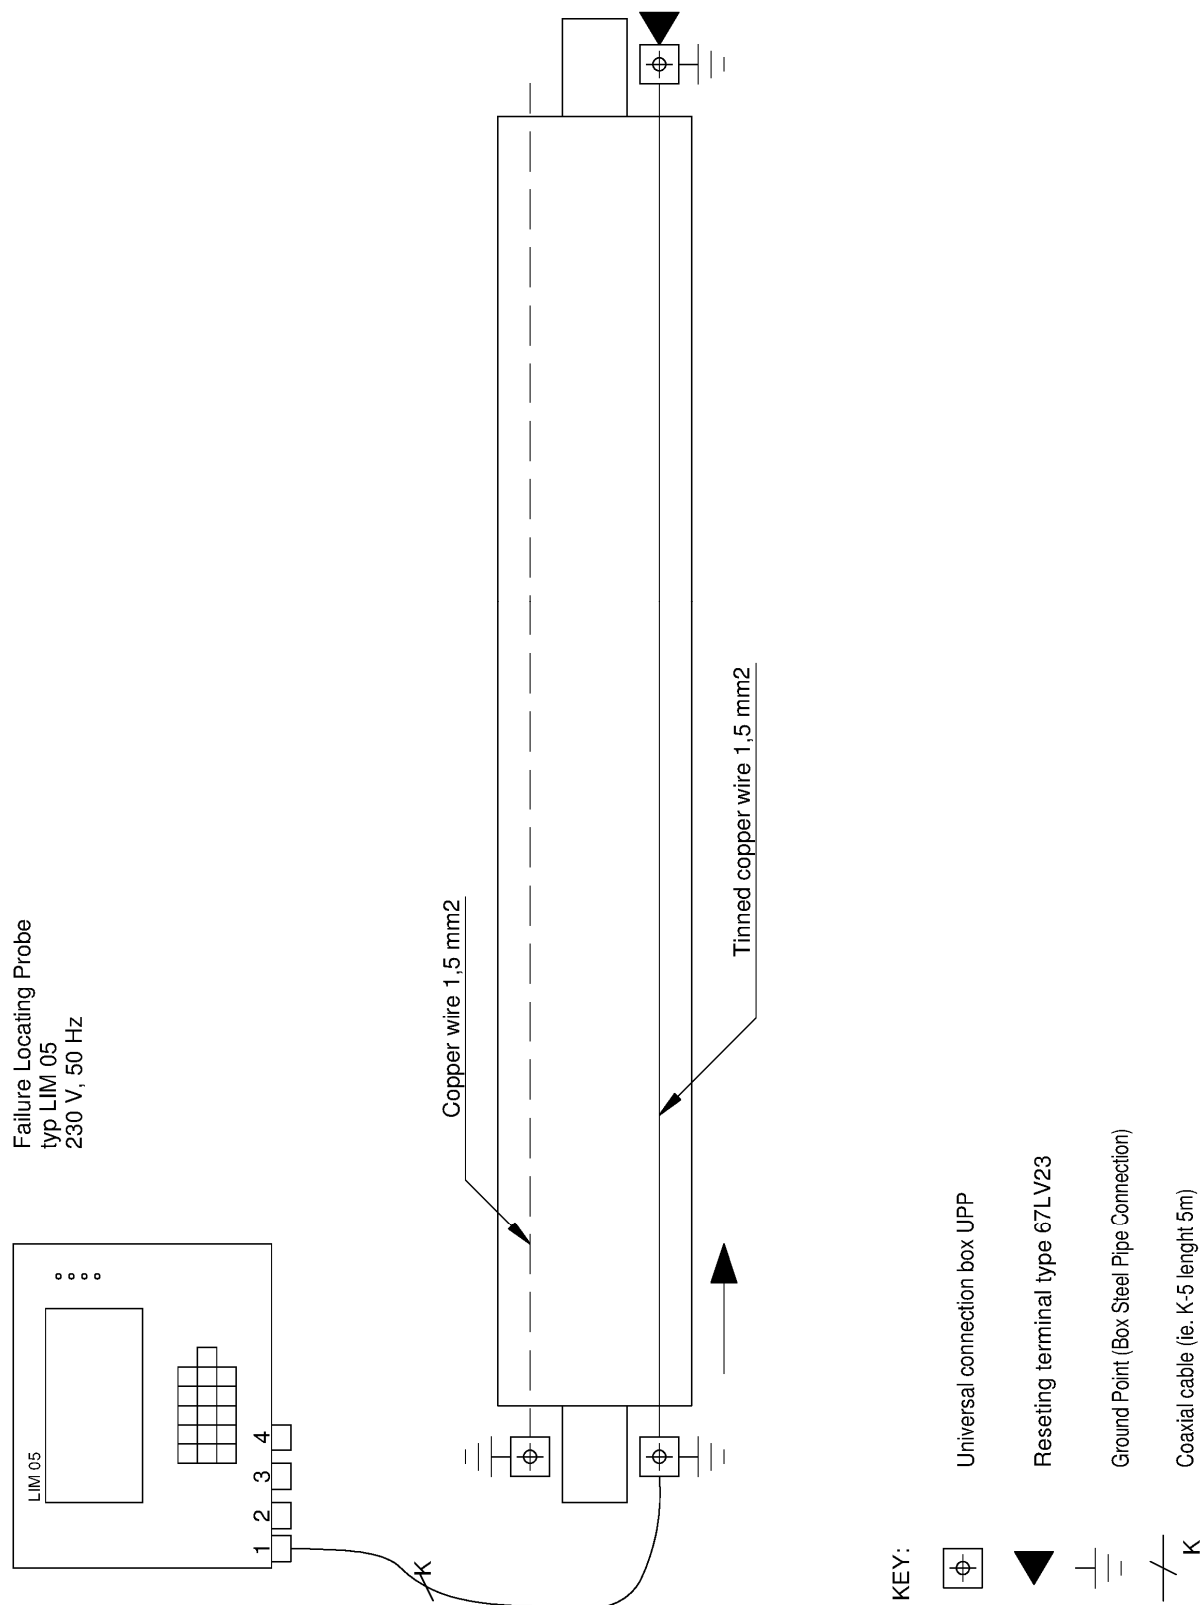 Failure Locating Probe
typ LIM 05
230 V, 50 Hz
LIM 05
1 2 3 4
K
Copper wire 1,5 mm2
Tinned copper wire 1,5 mm2
KEY:
Universal connection box UPP
Reseting terminal type 67LV23
Ground Point (Box Steel Pipe Connection)
K
Coaxial cable (ie. K-5 lenght 5m)